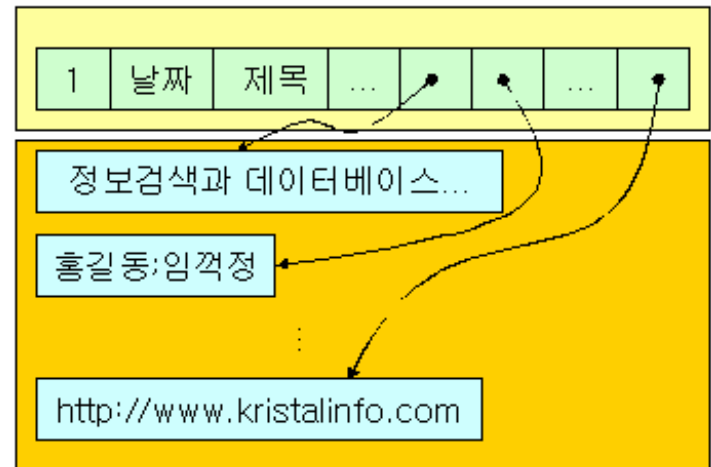 1 날짜 제목 ... ...
정보검색과 데이터베이스...
홍길동;임꺽정
...
http://www.kristalinfo.com